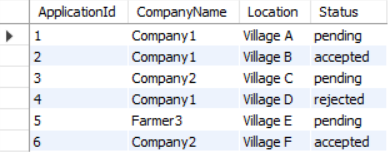 ApplicationId CompanyName Location Status
1 Company1 Village A pending
2 Company1 Village B accepted
3 Company2 Village C pending
4 Company1 Village D rejected
5 Farmer3 Village E pending
6 Company2 Village F accepted